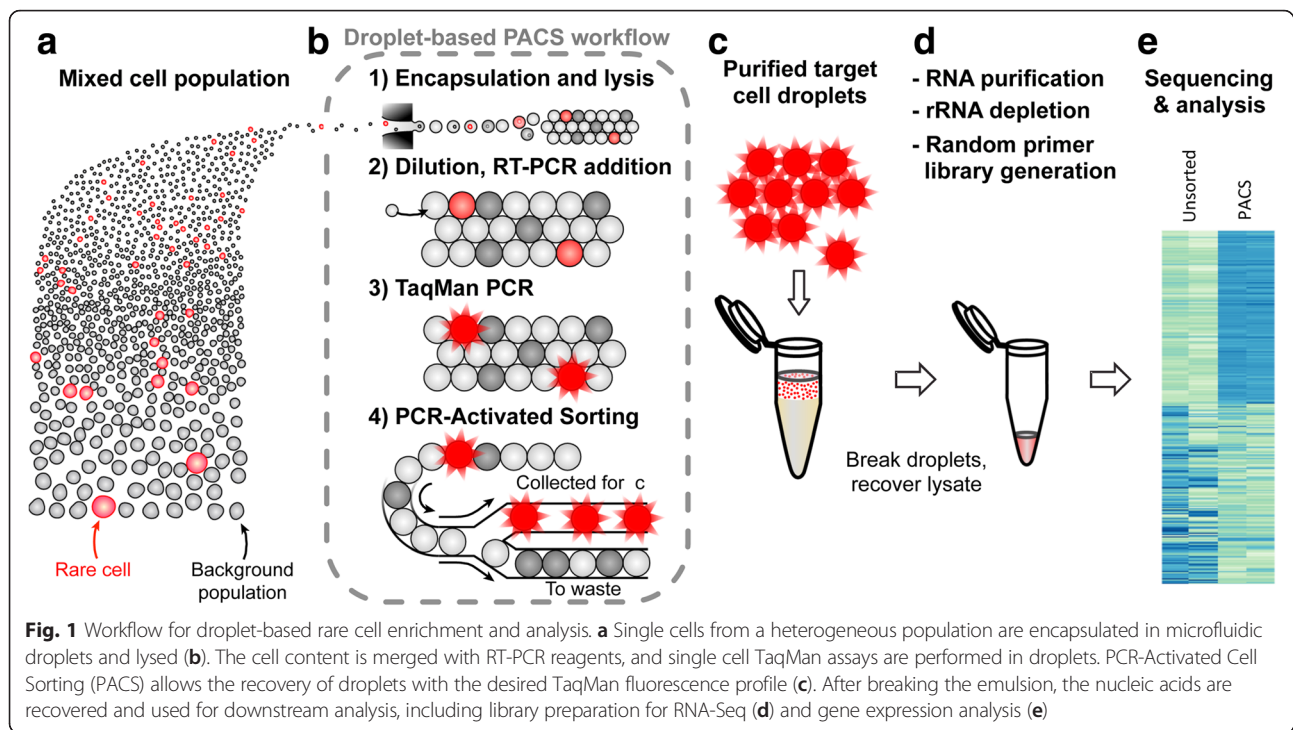 a
Mixed cell population
Rare cell
Background
population
b
Droplet-based PACS workflow
1) Encapsulation and lysis
2) Dilution, RT-PCR addition
3) TaqMan PCR
4) PCR-Activated Sorting
Collected for c
To waste
c
Purified target
cell droplets
Break droplets,
recover lysate
d
- RNA purification
- rRNA depletion
- Random primer
library generation
e
Sequencing
& analysis
Unsorted
PACS
Fig. 1 Workflow for droplet-based rare cell enrichment and analysis. a Single cells from a heterogeneous population are encapsulated in microfluidic
droplets and lysed (b). The cell content is merged with RT-PCR reagents, and single cell TaqMan assays are performed in droplets. PCR-Activated Cell
Sorting (PACS) allows the recovery of droplets with the desired TaqMan fluorescence profile (c). After breaking the emulsion, the nucleic acids are
recovered and used for downstream analysis, including library preparation for RNA-Seq (d) and gene expression analysis (e)